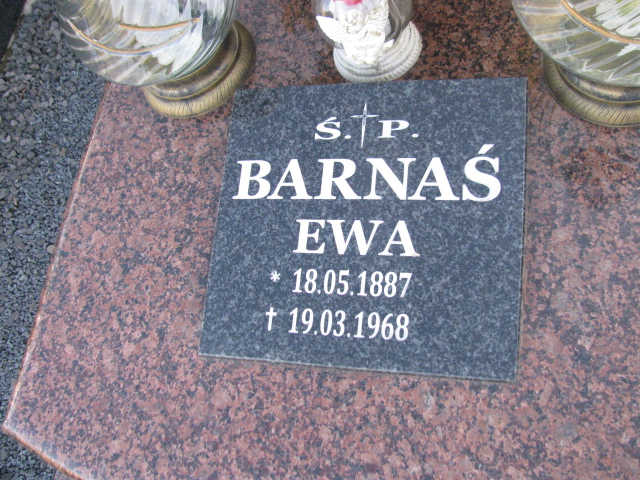 Ś. P.
BARNAŚ
EWA
* 18.05.1887
† 19.03.1968